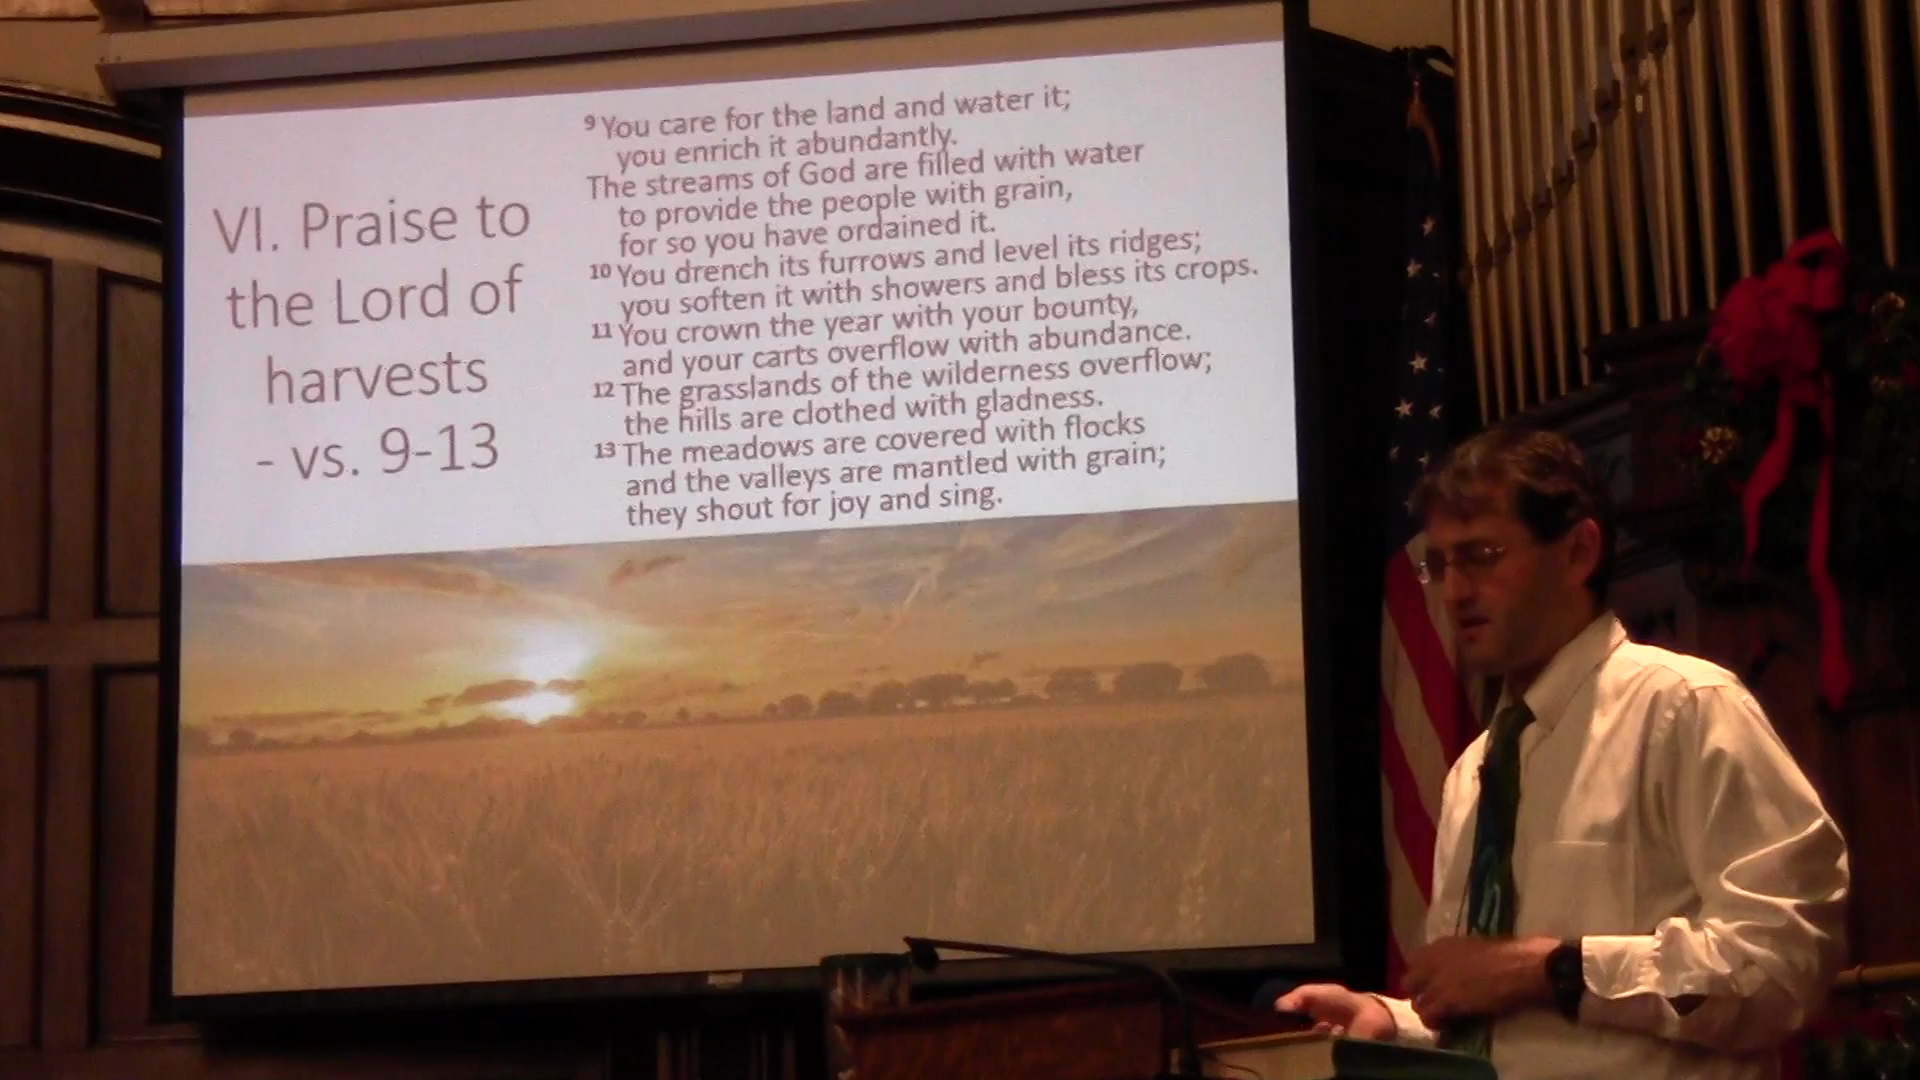 VI. Praise to
the Lord of
harvests
- vs. 9-13
9 You care for the land and water it;
you enrich it abundantly.
The streams of God are filled with water
to provide the people with grain,
for so you have ordained it.
10 You drench its furrows and level its ridges;
you soften it with showers and bless its crops.
11 You crown the year with your bounty,
and your carts overflow with abundance.
12 The grasslands of the wilderness overflow;
the hills are clothed with gladness.
13 The meadows are covered with flocks
and the valleys are mantled with grain;
they shout for joy and sing.